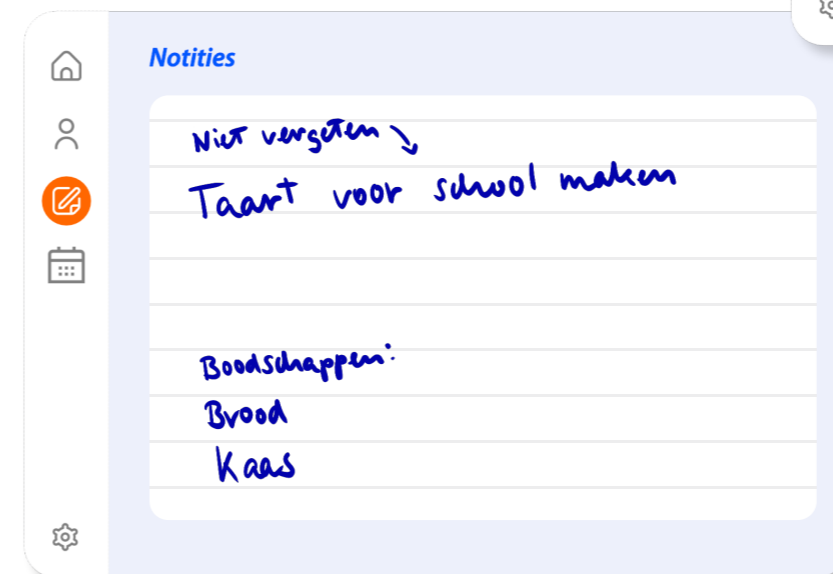 Notities
Niet vergeten
Taart voor school maken
Boodschappen:
Brood
Kaas